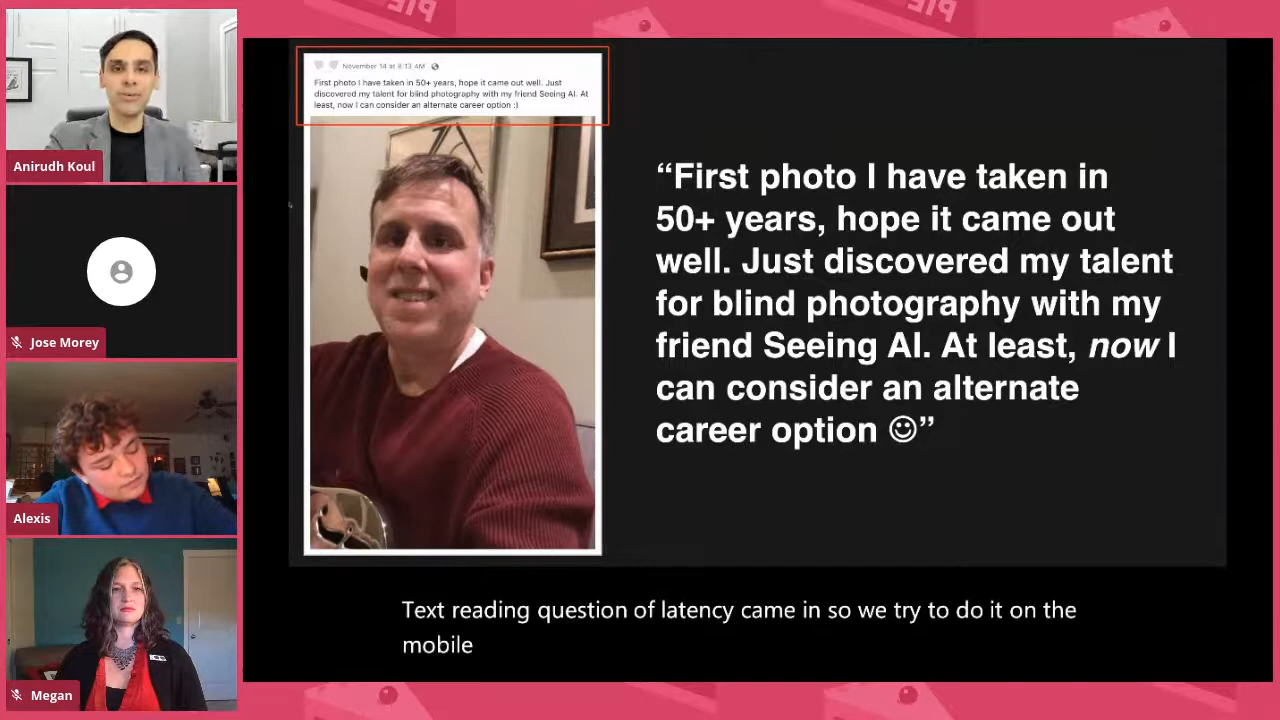 PIE
PIE
Anirudh Koul
Jose Morey
Alexis
Megan
November 14 at 8:13 AM
First photo I have taken in 50+ years, hope it came out well. Just
discovered my talent for blind photography with my friend Seeing AI. At
least, now I can consider an alternate career option :)
“First photo I have taken in
50+ years, hope it came out
well. Just discovered my talent
for blind photography with my
friend Seeing AI. At least, now I
can consider an alternate
career option ☺”
Text reading question of latency came in so we try to do it on the
mobile